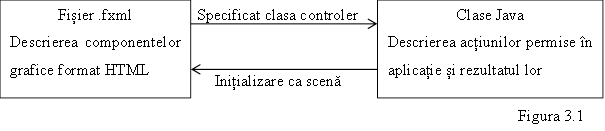 Fișier .fxml
Descrierea componentelor
grafice format HTML
Specificat clasa controler
Inițializare ca scenă
Clase Java
Descrierea acțiunilor permise în
aplicație și rezultatul lor
Figura 3.1